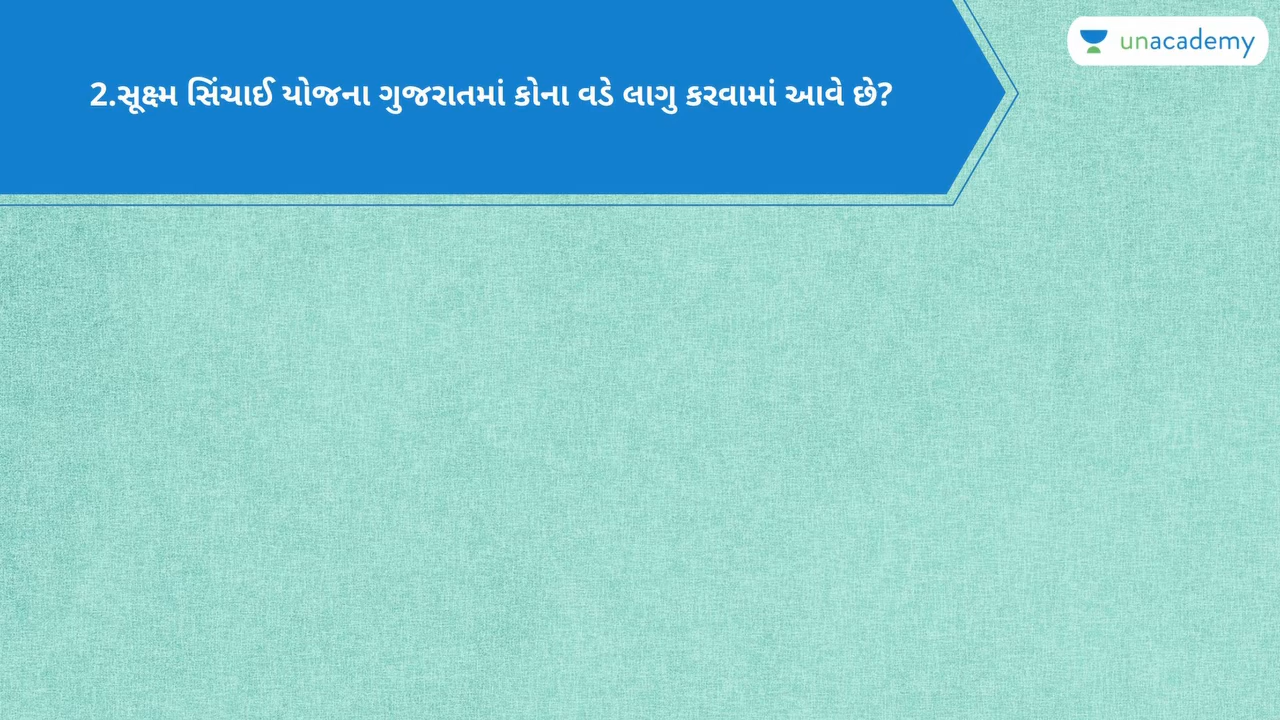 2.સૂક્ષ્મ સિંચાઈ યોજના ગુજરાતમાં કોના વડે લાગુ કરવામાં આવે છે?
unacademy